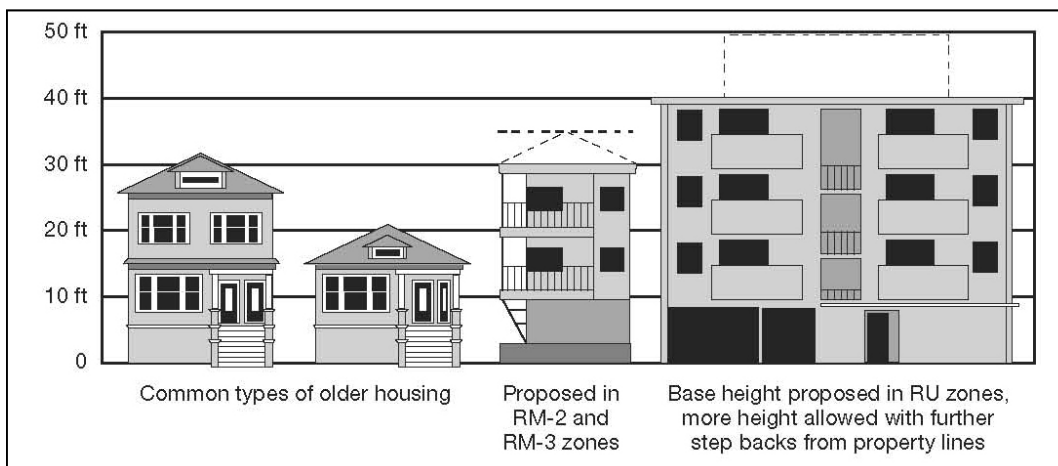 50 ft
40 ft
30 ft
20 ft
10 ft
0
Common types of older housing
Proposed in
RM-2 and
RM-3 zones
Base height proposed in RU zones,
more height allowed with further
step backs from property lines